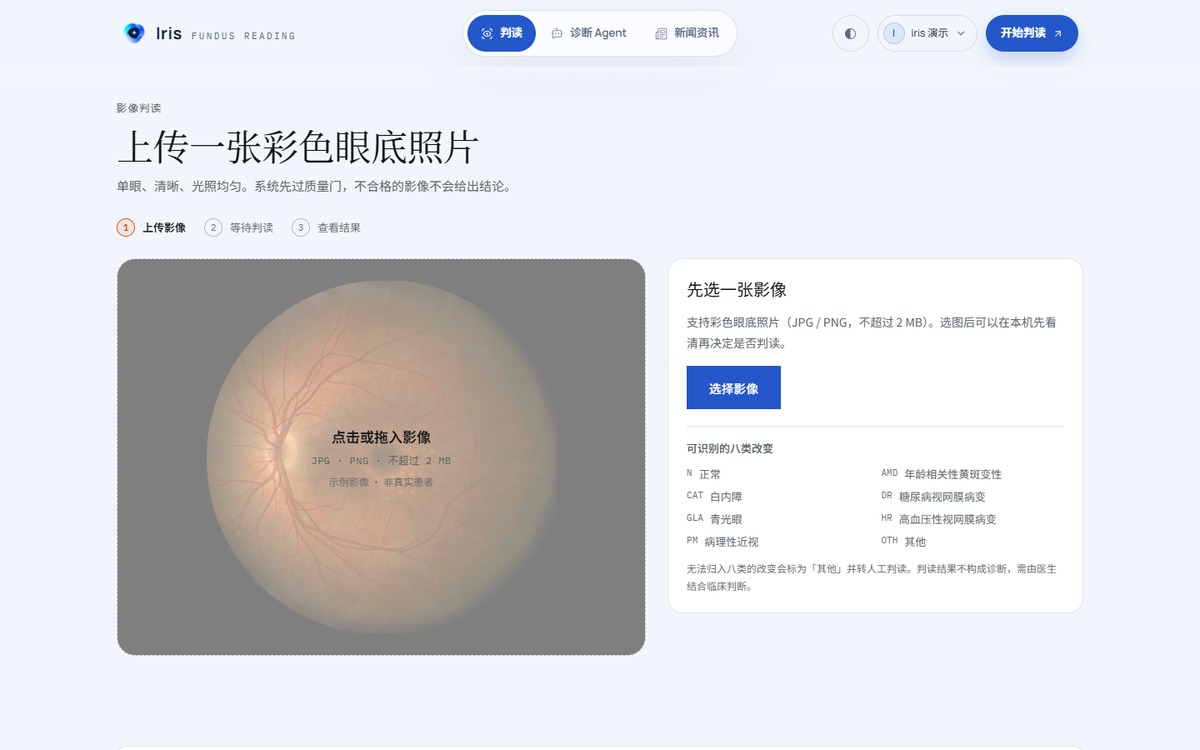 Iris FUNDUS READING
判读
诊断 Agent
新闻资讯
I Iris 演示
开始判读
影像判读
上传一张彩色眼底照片
单眼、清晰、光照均匀。系统先过质量门，不合格的影像不会给出结论。
1 上传影像 2 等待判读 3 查看结果
点击或拖入影像
JPG · PNG · 不超过 2 MB
示例影像 · 非真实患者
先选一张影像
支持彩色眼底照片（JPG / PNG，不超过 2 MB）。选图后可以在本机先看
清再决定是否判读。
选择影像
可识别的八类改变
N 正常
AMD 年龄相关性黄斑变性
CAT 白内障
DR 糖尿病视网膜病变
GLA 青光眼
HR 高血压性视网膜病变
PM 病理性近视
OTH 其他
无法归入八类的改变会标为「其他」并转人工判读。判读结果不构成诊断，需由医生
结合临床判断。